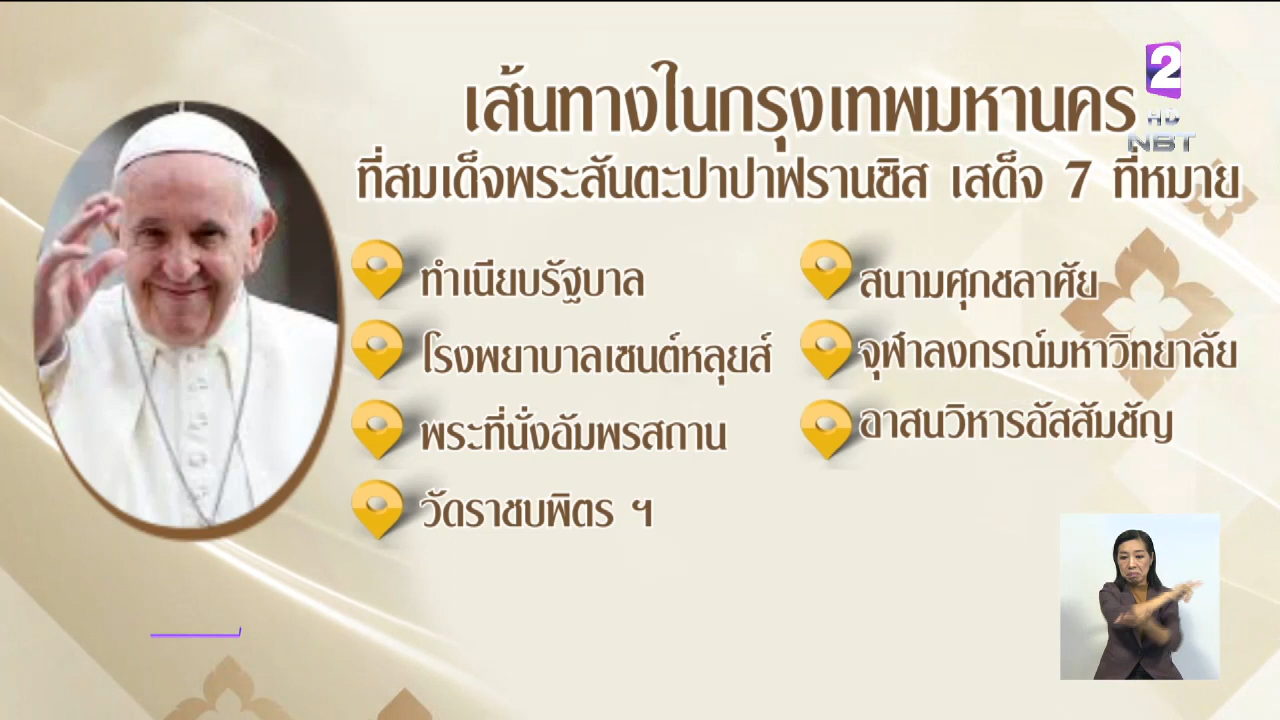 เส้นทางในกรุงเทพมหานคร
ที่สมเด็จพระสันตะปาปาฟรานซิส เสด็จ 7 ที่หมาย
ทำเนียบรัฐบาล
โรงพยาบาลเซนต์หลุยส์
พระที่นั่งอัมพรสถาน
วัดราชบพิตร ฯ
สนามศุภชลาศัย
จุฬาลงกรณ์มหาวิทยาลัย
อาสนวิหารอัสสัมชัญ
2
HD
NBT